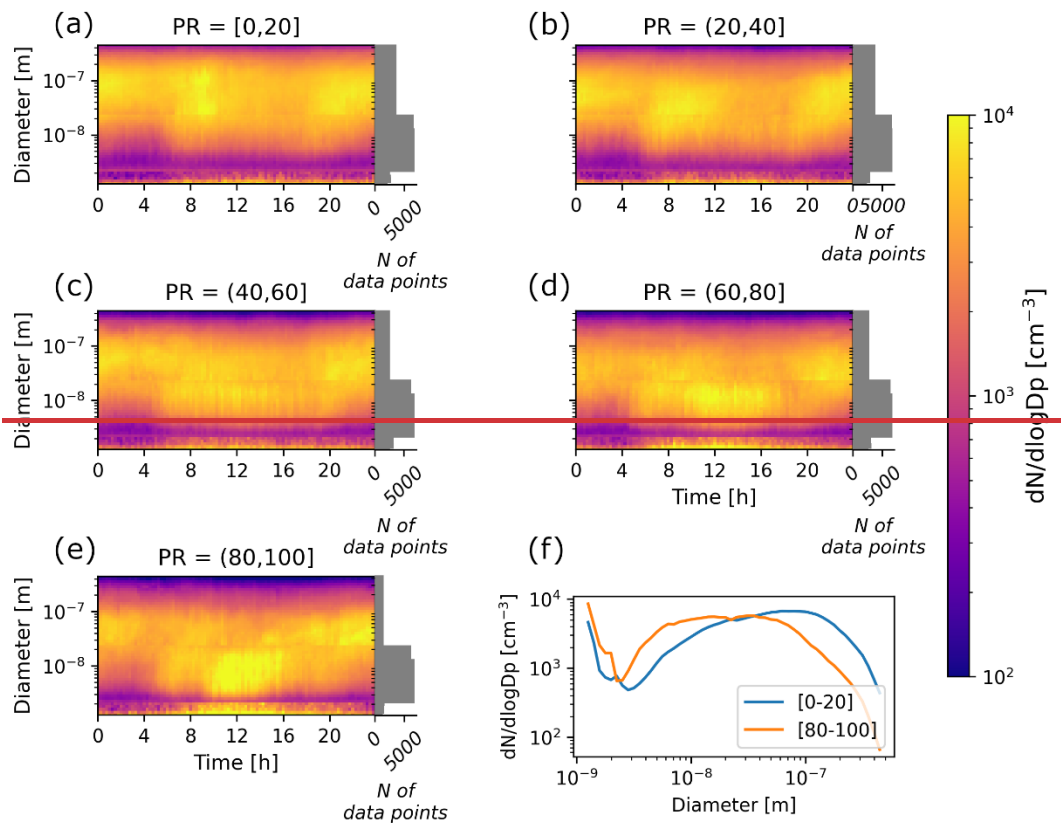 (a) PR = [0,20]
(b) PR = (20,40]
Diameter [m]
10⁻⁷
10⁻⁸
0 4 8 12 16 20 0 5000
0 4 8 12 16 20 05000
N of
data points
N of
data points
(c) PR = (40,60]
(d) PR = (60,80]
Diameter [m]
10⁻⁷
10⁻⁸
0 4 8 12 16 20 0 5000
0 4 8 12 16 20 0 5000
Time [h]
N of
data points
N of
data points
(e) PR = (80,100]
Diameter [m]
10⁻⁷
10⁻⁸
0 4 8 12 16 20 0 5000
Time [h]
N of
data points
(f)
dN/dlogDp [cm⁻³]
10⁴
10³
10²
[0-20]
[80-100]
10⁻⁹ 10⁻⁸ 10⁻⁷
Diameter [m]
10⁴
10³
10²
dN/dlogDp [cm⁻³]